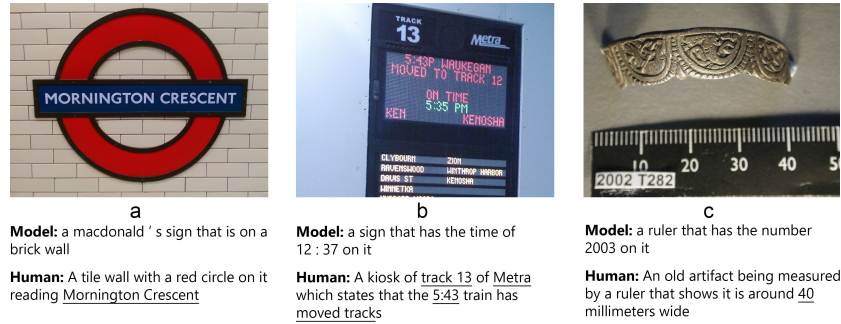 MORNINGTON CRESCENT
TRACK
13
Metra
5:43P WAUKEGAN
MOVED TO TRACK 12
ON TIME
5:35 PM
KEN KENOSHA
CLYBOURN ZION
RAVENSWOOD WINTHROP HARBOR
DAVIS ST KENOSHA
WINNETKA
10 20 30 40
2002 T282
a
b
c
Model: a macdonald ' s sign that is on a
brick wall
Human: A tile wall with a red circle on it
reading Mornington Crescent
Model: a sign that has the time of
12 : 37 on it
Human: A kiosk of track 13 of Metra
which states that the 5:43 train has
moved tracks
Model: a ruler that has the number
2003 on it
Human: An old artifact being measured
by a ruler that shows it is around 40
millimeters wide